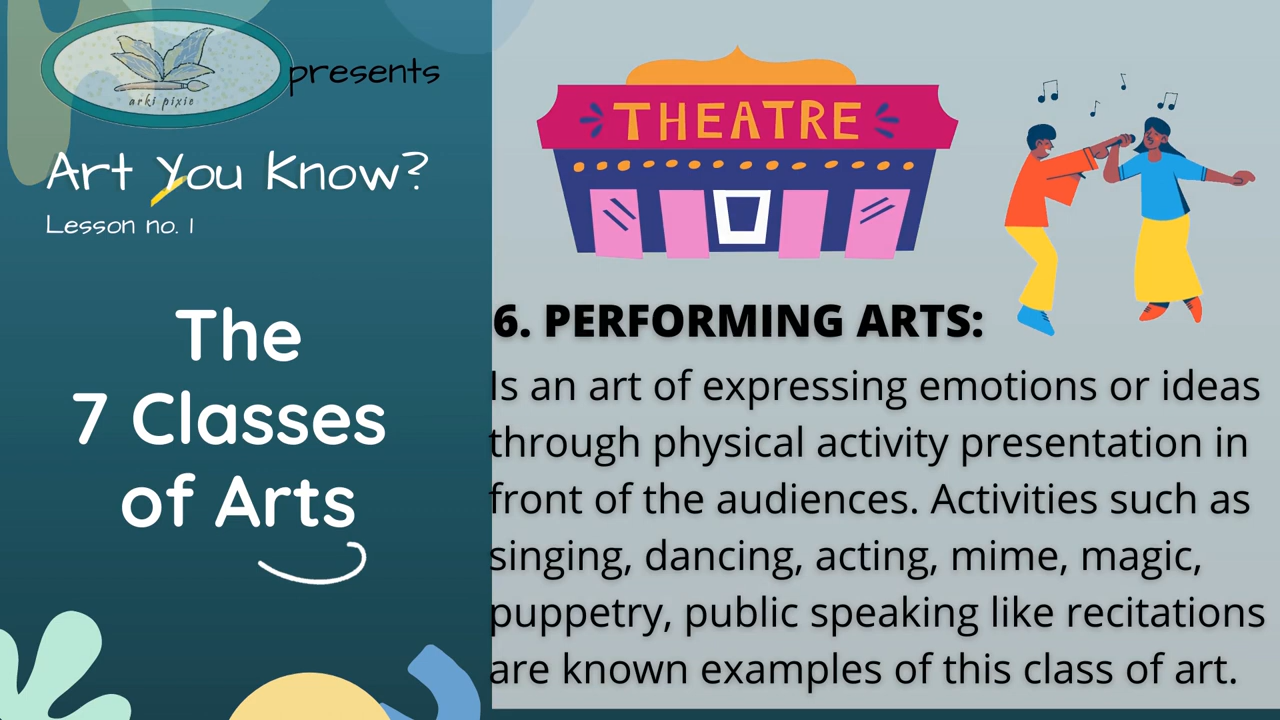 arki pixie
presents
Art You Know?
Lesson no. 1
The
7 Classes
of Arts
THEATRE
6. PERFORMING ARTS:
Is an art of expressing emotions or ideas
through physical activity presentation in
front of the audiences. Activities such as
singing, dancing, acting, mime, magic,
puppetry, public speaking like recitations
are known examples of this class of art.